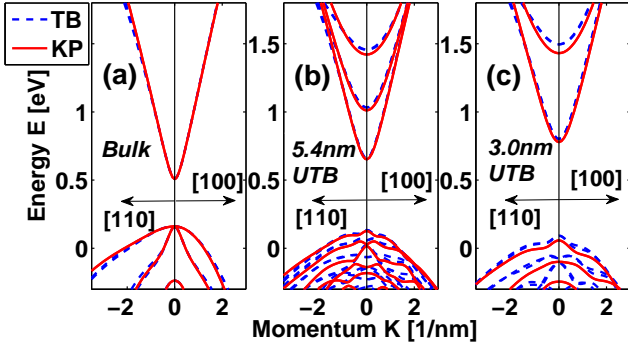 TB
KP
(a)
(b)
(c)
Energy E [eV]
1.5
1
0.5
0
1.5
1
0.5
0
1.5
1
0.5
0
Bulk
5.4nm
UTB
3.0nm
UTB
[100]
[110]
[100]
[110]
[100]
[110]
−2 0 2
−2 0 2
−2 0 2
Momentum K [1/nm]